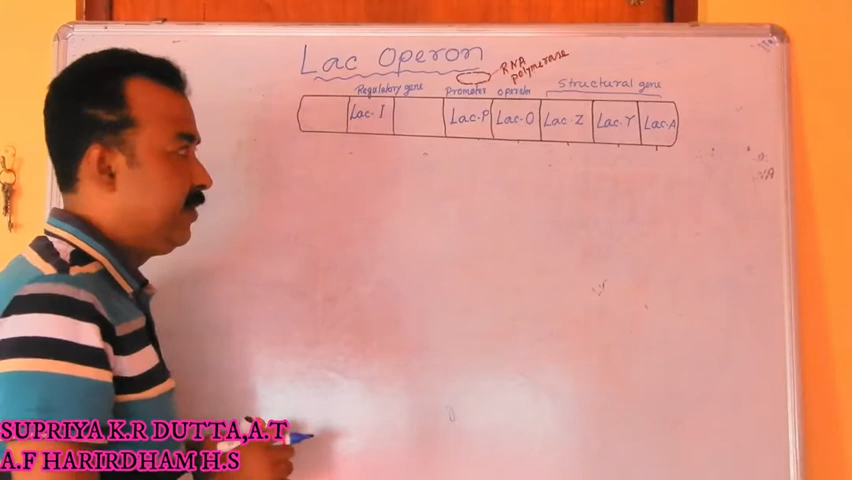 Lac Operon
RNA
polymerase
Regulatory gene
Promoter
operator
Structural gene
Lac-I
Lac-P
Lac-O
Lac-Z
Lac-Y
Lac-A
SUPRIYA K.R DUTTA,A.T
A.F HARIRDHAM H.S